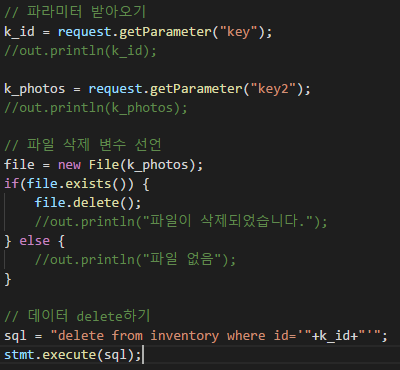 // 파라미터 받아오기
k_id = request.getParameter("key");
//out.println(k_id);
k_photos = request.getParameter("key2");
//out.println(k_photos);
// 파일 삭제 변수 선언
file = new File(k_photos);
if(file.exists()) {
file.delete();
//out.println("파일이 삭제되었습니다.");
} else {
//out.println("파일 없음");
}
// 데이터 delete하기
sql = "delete from inventory where id='"+k_id+"'";
stmt.execute(sql);